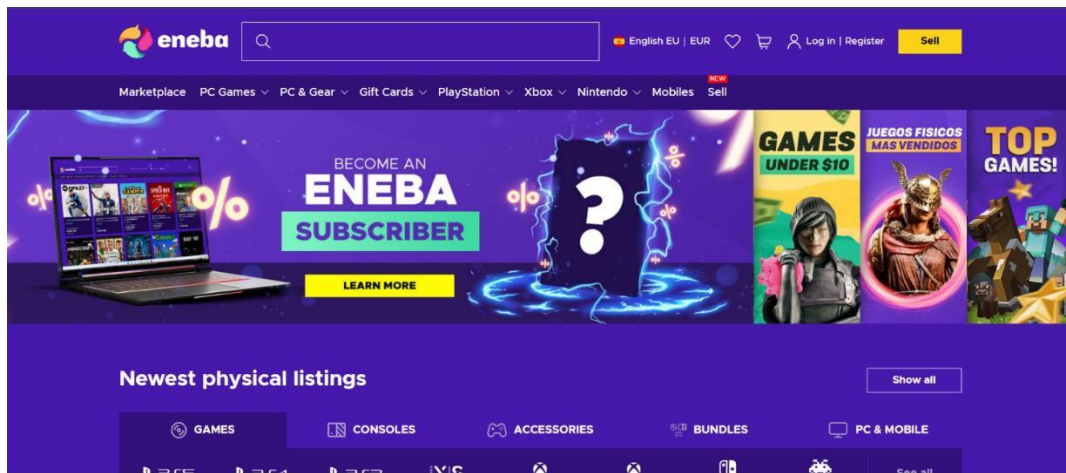 eneba
English EU | EUR
Log in | Register
Sell
Marketplace
PC Games
PC & Gear
Gift Cards
PlayStation
Xbox
Nintendo
Mobiles
NEW
Sell
BECOME AN
ENEBA
SUBSCRIBER
LEARN MORE
%
%
%
%
?
GAMES
UNDER $10
JUEGOS FISICOS
MAS VENDIDOS
TOP
GAMES!
Newest physical listings
Show all
GAMES
CONSOLES
ACCESSORIES
BUNDLES
PC & MOBILE
See all